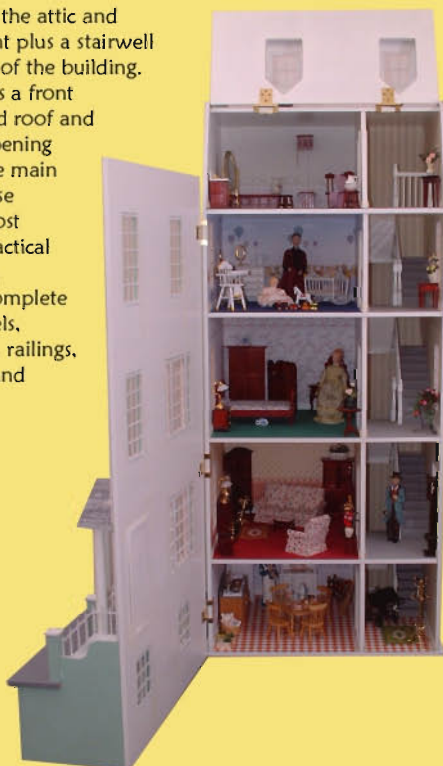 the attic and
t plus a stairwell
of the building.
s a front
d roof and
pening
e main
se
ost
actical
omplete
els,
railings,
and